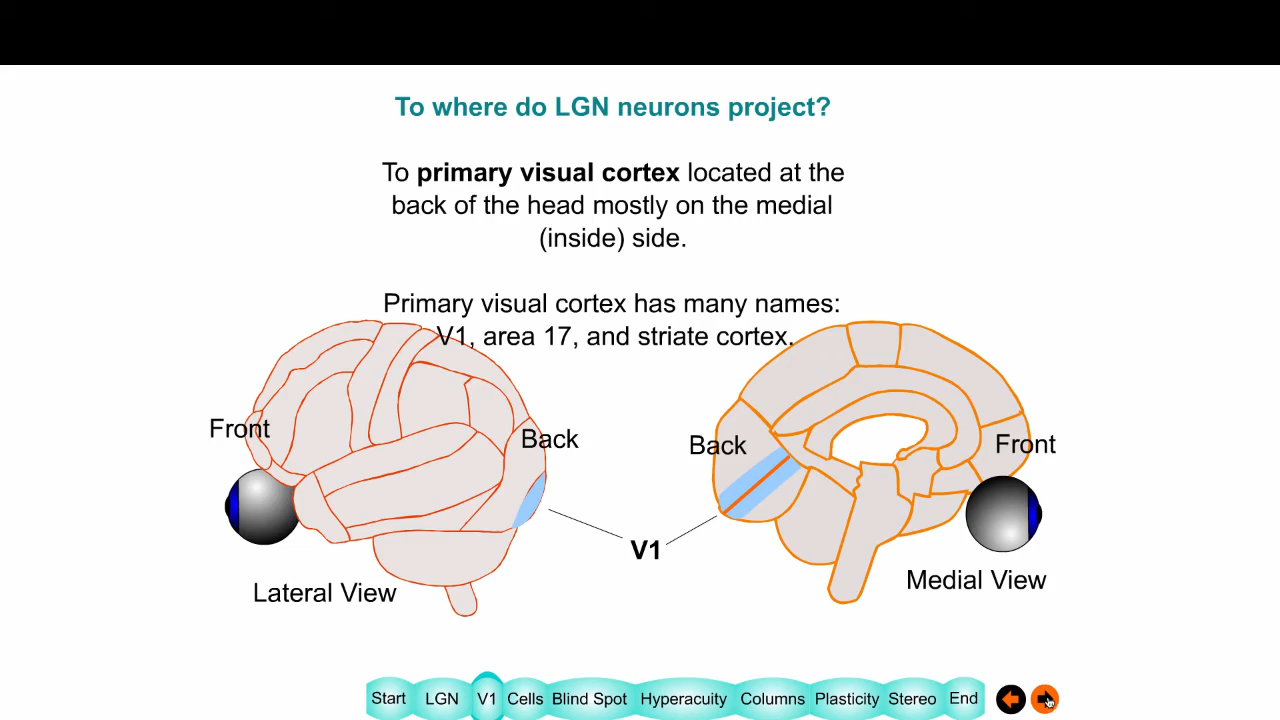 To where do LGN neurons project?
To primary visual cortex located at the
back of the head mostly on the medial
(inside) side.
Primary visual cortex has many names:
V1, area 17, and striate cortex.
Front
Back
Back
Front
V1
Lateral View
Medial View
Start LGN V1 Cells Blind Spot Hyperacuity Columns Plasticity Stereo End